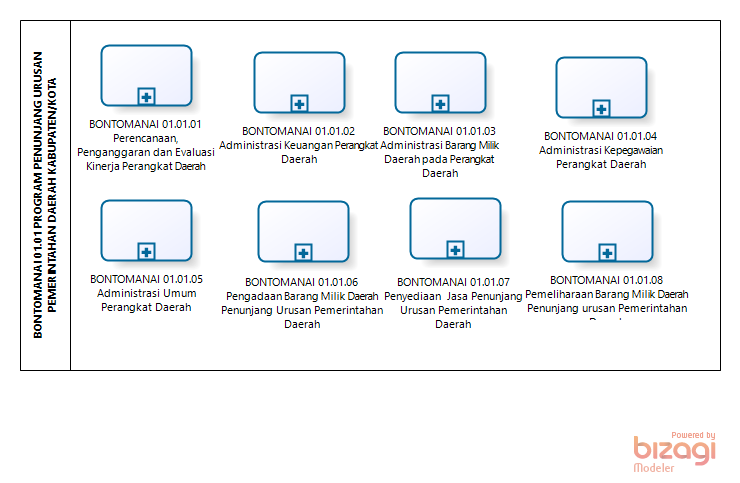 BONTOMANAI 01.01 PROGRAM PENUNJANG URUSAN
PEMERINTAHAN DAERAH KABUPATEN/KOTA
BONTOMANAI 01.01.01
Perencanaan,
Penganggaran dan Evaluasi
Kinerja Perangkat Daerah
BONTOMANAI 01.01.02
Administrasi Keuangan Perangkat
Daerah
BONTOMANAI 01.01.03
Administrasi Barang Milik
Daerah pada Perangkat
Daerah
BONTOMANAI 01.01.04
Administrasi Kepegawaian
Perangkat Daerah
BONTOMANAI 01.01.05
Administrasi Umum
Perangkat Daerah
BONTOMANAI 01.01.06
Pengadaan Barang Milik Daerah
Penunjang Urusan Pemerintahan
Daerah
BONTOMANAI 01.01.07
Penyediaan Jasa Penunjang
Urusan Pemerintahan
Daerah
BONTOMANAI 01.01.08
Pemeliharaan Barang Milik Daerah
Penunjang urusan Pemerintahan
Powered by
bizagi
Modeler